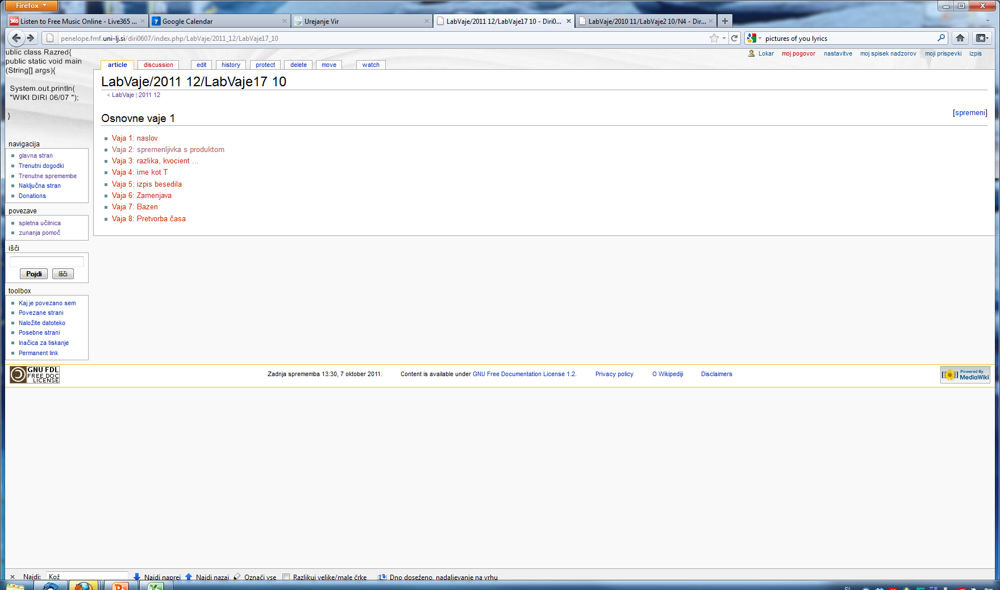 Firefox
Listen to Free Music Online - Live365 ...
Google Calendar
Urejanje Vir
LabVaje/2011 12/LabVaje17 10 - Diri0...
LabVaje/2010 11/LabVaje2 10/N4 - Dir...
penelope.fmf.uni-lj.si/diri0607/index.php/LabVaje/2011_12/LabVaje17_10
pictures of you lyrics
ublic class Razred{
public static void main
(String[] args){
System.out.println(
"WIKI DIRI 06/07 ");
}
Lokar moj pogovor nastavitve moj spisek nadzorov moji prispevki izpis
article discussion edit history protect delete move watch
LabVaje/2011 12/LabVaje17 10
< LabVaje | 2011 12
[spremeni]
Osnovne vaje 1
Vaja 1: naslov
Vaja 2: spremenljivka s produktom
Vaja 3: razlika, kvocient ...
Vaja 4: ime kot T
Vaja 5: izpis besedila
Vaja 6: Zamenjava
Vaja 7: Bazen
Vaja 8: Pretvorba časa
navigacija
glavna stran
Trenutni dogodki
Trenutne spremembe
Naključna stran
Donations
povezave
spletna učilnica
zunanja pomoč
išči
Pojdi Išči
toolbox
Kaj je povezano sem
Povezane strani
Naložite datoteko
Posebne strani
Inačica za tiskanje
Permanent link
GNU FDL
FREE DOC
LICENSE
Zadnja sprememba 13:30, 7 oktober 2011. Content is available under GNU Free Documentation License 1.2. Privacy policy O Wikipediji Disclaimers
Powered By
MediaWiki
Najdi: Kož Najdi naprej Najdi nazaj Označi vse Razlikuj velike/male črke Dno doseženo, nadaljevanje na vrhu
SL